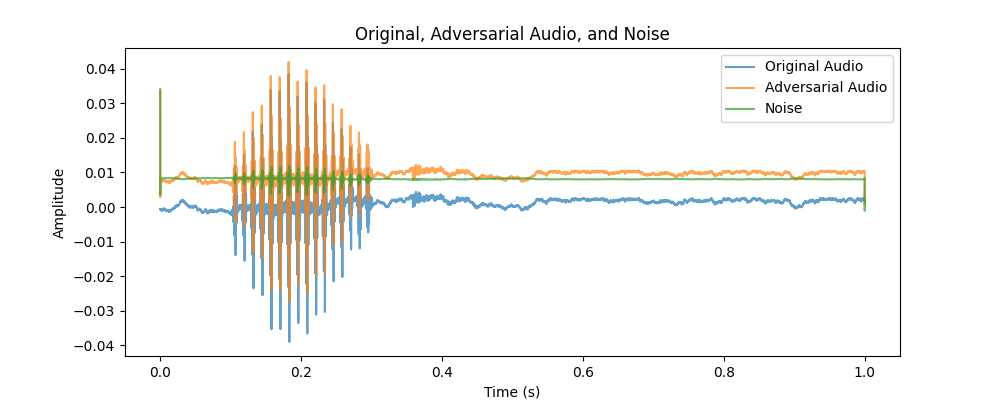 Original, Adversarial Audio, and Noise
Original Audio
Adversarial Audio
Noise
Amplitude
0.04
0.03
0.02
0.01
0.00
−0.01
−0.02
−0.03
−0.04
0.0 0.2 0.4 0.6 0.8 1.0
Time (s)